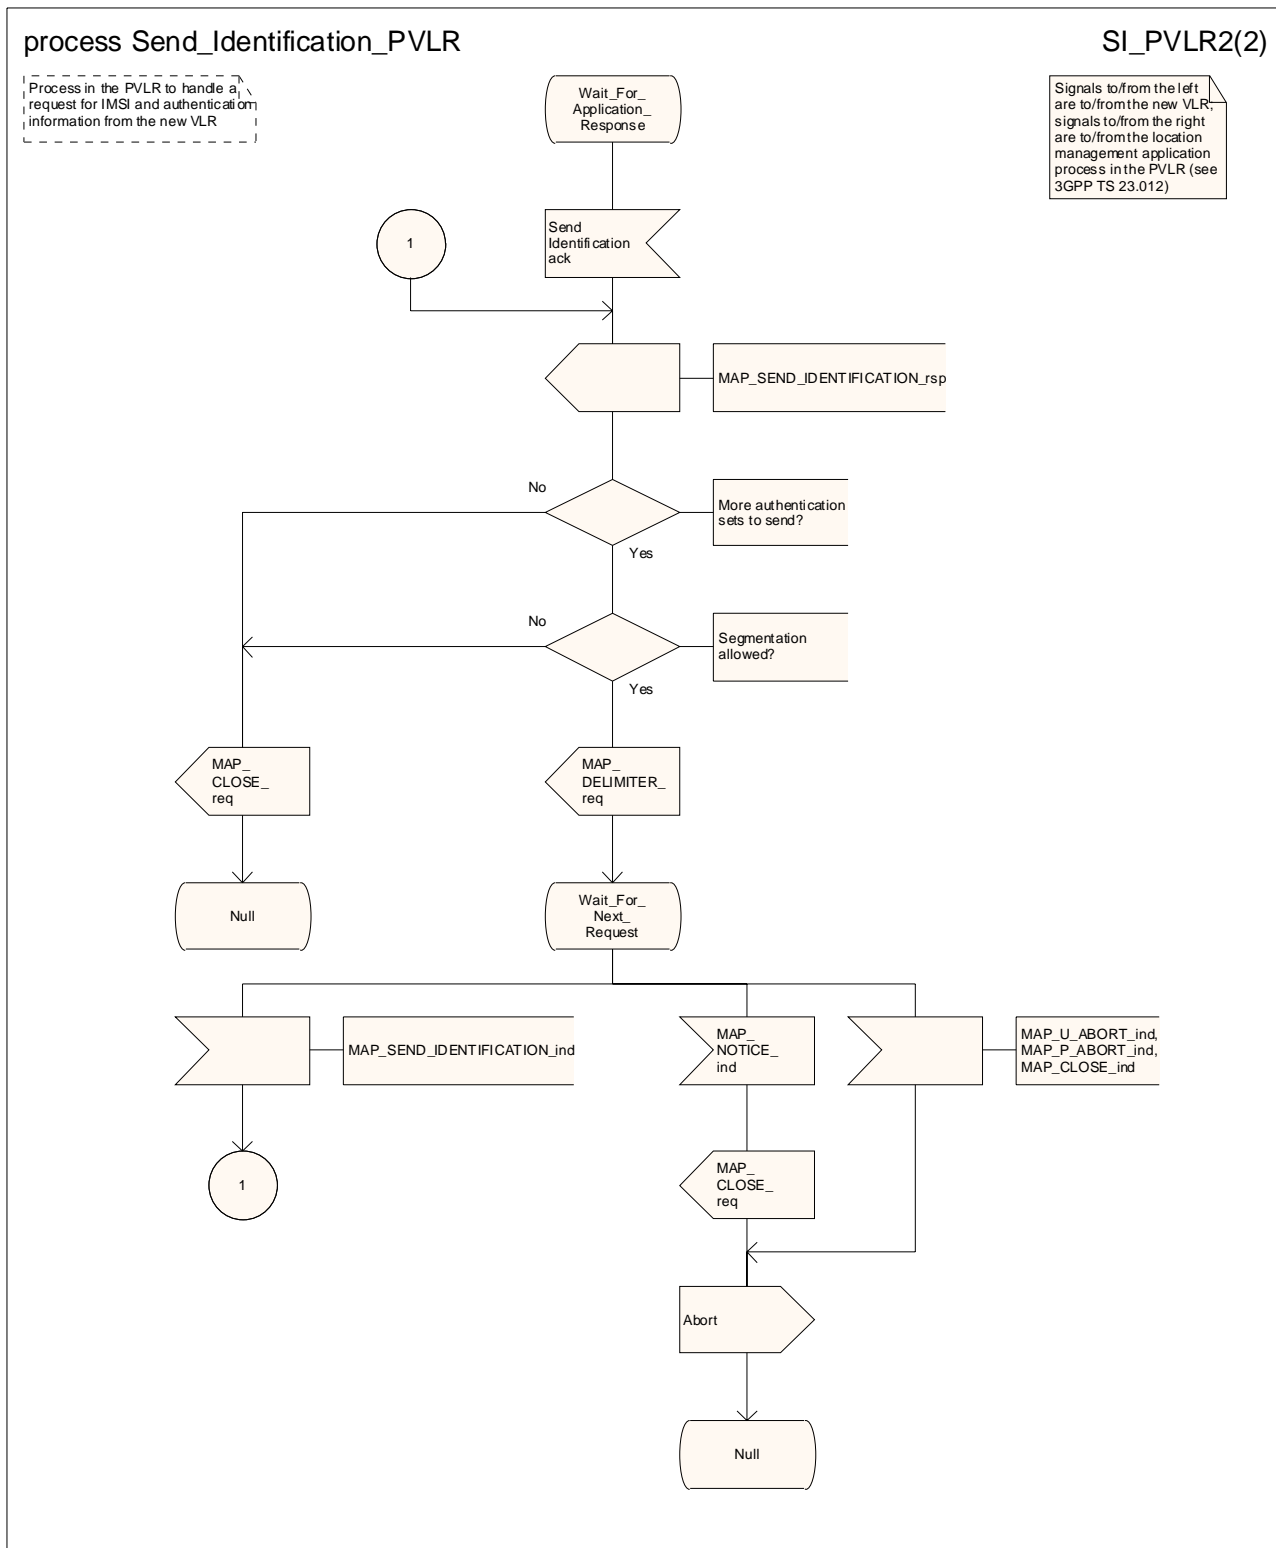 process Send_Identification_PVLR
SI_PVLR2(2)
Process in the PVLR to handle a
request for IMSI and authentication
information from the new VLR
Signals to/from the left
are to/from the new VLR;
signals to/from the right
are to/from the location
management application
process in the PVLR (see
3GPP TS 23.012)
Wait_For_
Application_
Response
1
Send
Identification
ack
MAP_SEND_IDENTIFICATION_rsp
No
More authentication
sets to send?
Yes
No
Segmentation
allowed?
Yes
MAP_
CLOSE_
req
MAP_
DELIMITER_
req
Null
Wait_For_
Next_
Request
MAP_SEND_IDENTIFICATION_ind
MAP_
NOTICE_
ind
MAP_U_ABORT_ind,
MAP_P_ABORT_ind,
MAP_CLOSE_ind
1
MAP_
CLOSE_
req
Abort
Null